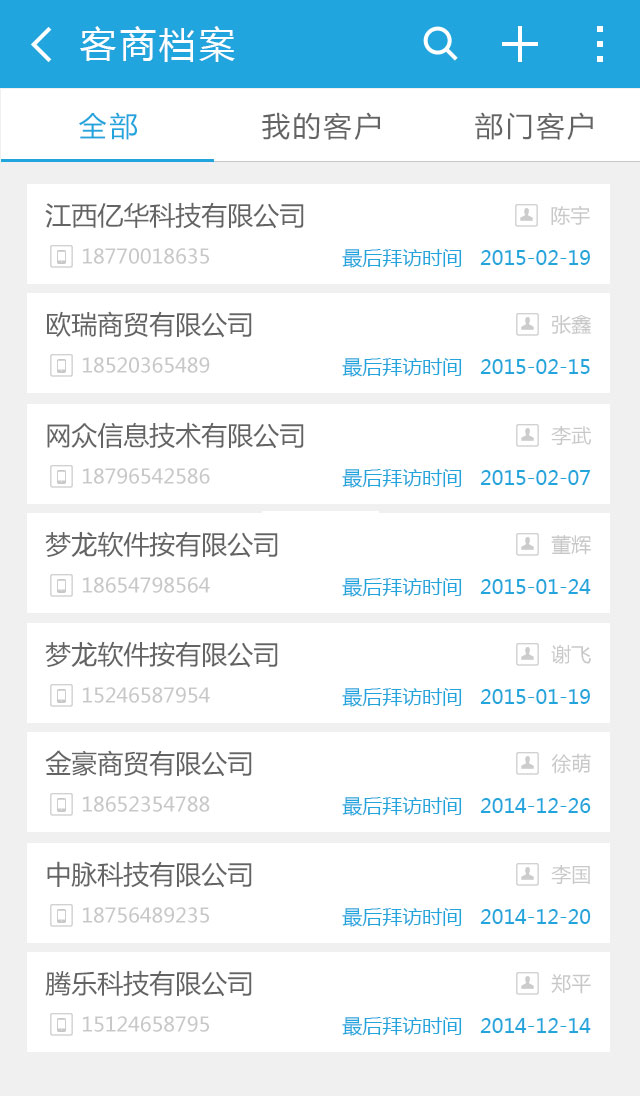 客商档案
全部 我的客户 部门客户
江西亿华科技有限公司 陈宇
18770018635 最后拜访时间 2015-02-19
欧瑞商贸有限公司 张鑫
18520365489 最后拜访时间 2015-02-15
网众信息技术有限公司 李武
18796542586 最后拜访时间 2015-02-07
梦龙软件按有限公司 董辉
18654798564 最后拜访时间 2015-01-24
梦龙软件按有限公司 谢飞
15246587954 最后拜访时间 2015-01-19
金豪商贸有限公司 徐萌
18652354788 最后拜访时间 2014-12-26
中脉科技有限公司 李国
18756489235 最后拜访时间 2014-12-20
腾乐科技有限公司 郑平
15124658795 最后拜访时间 2014-12-14